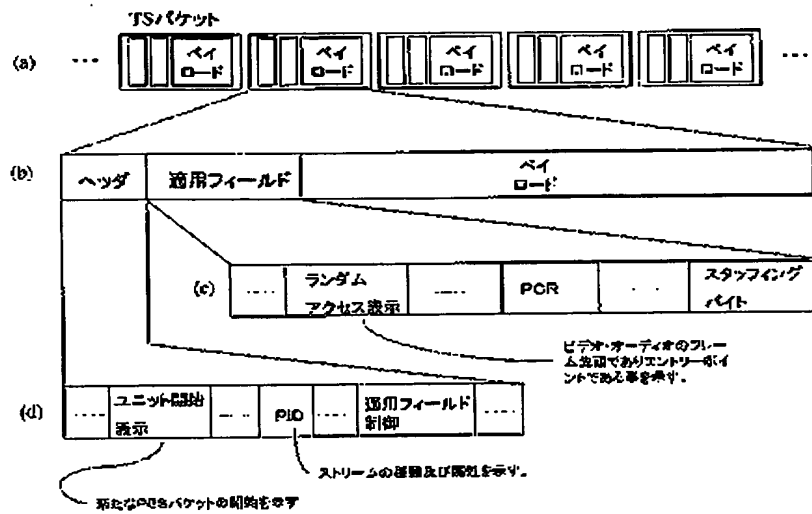 TSパケット
(a) ‥‥ ペイ ペイ ペイ ペイ ペイ ‥‥
ロード ロード ロード ロード ロード
(b) ヘッダ 適用フィールド ペイ
ロード
(c) ‥‥ ランダム ‥‥ PCR ‥‥ スタッフィング
アクセス表示 バイト
ビデオ・オーディオのフレー
ム先頭でありエントリーポイ
ントである事を示す。
(d) ‥‥ ユニット開始 ‥‥ PID ‥‥ 適用フィールド ‥‥
表示 制御
ストリームの種類及び属性を示す。
新たなPESパケットの開始を示す